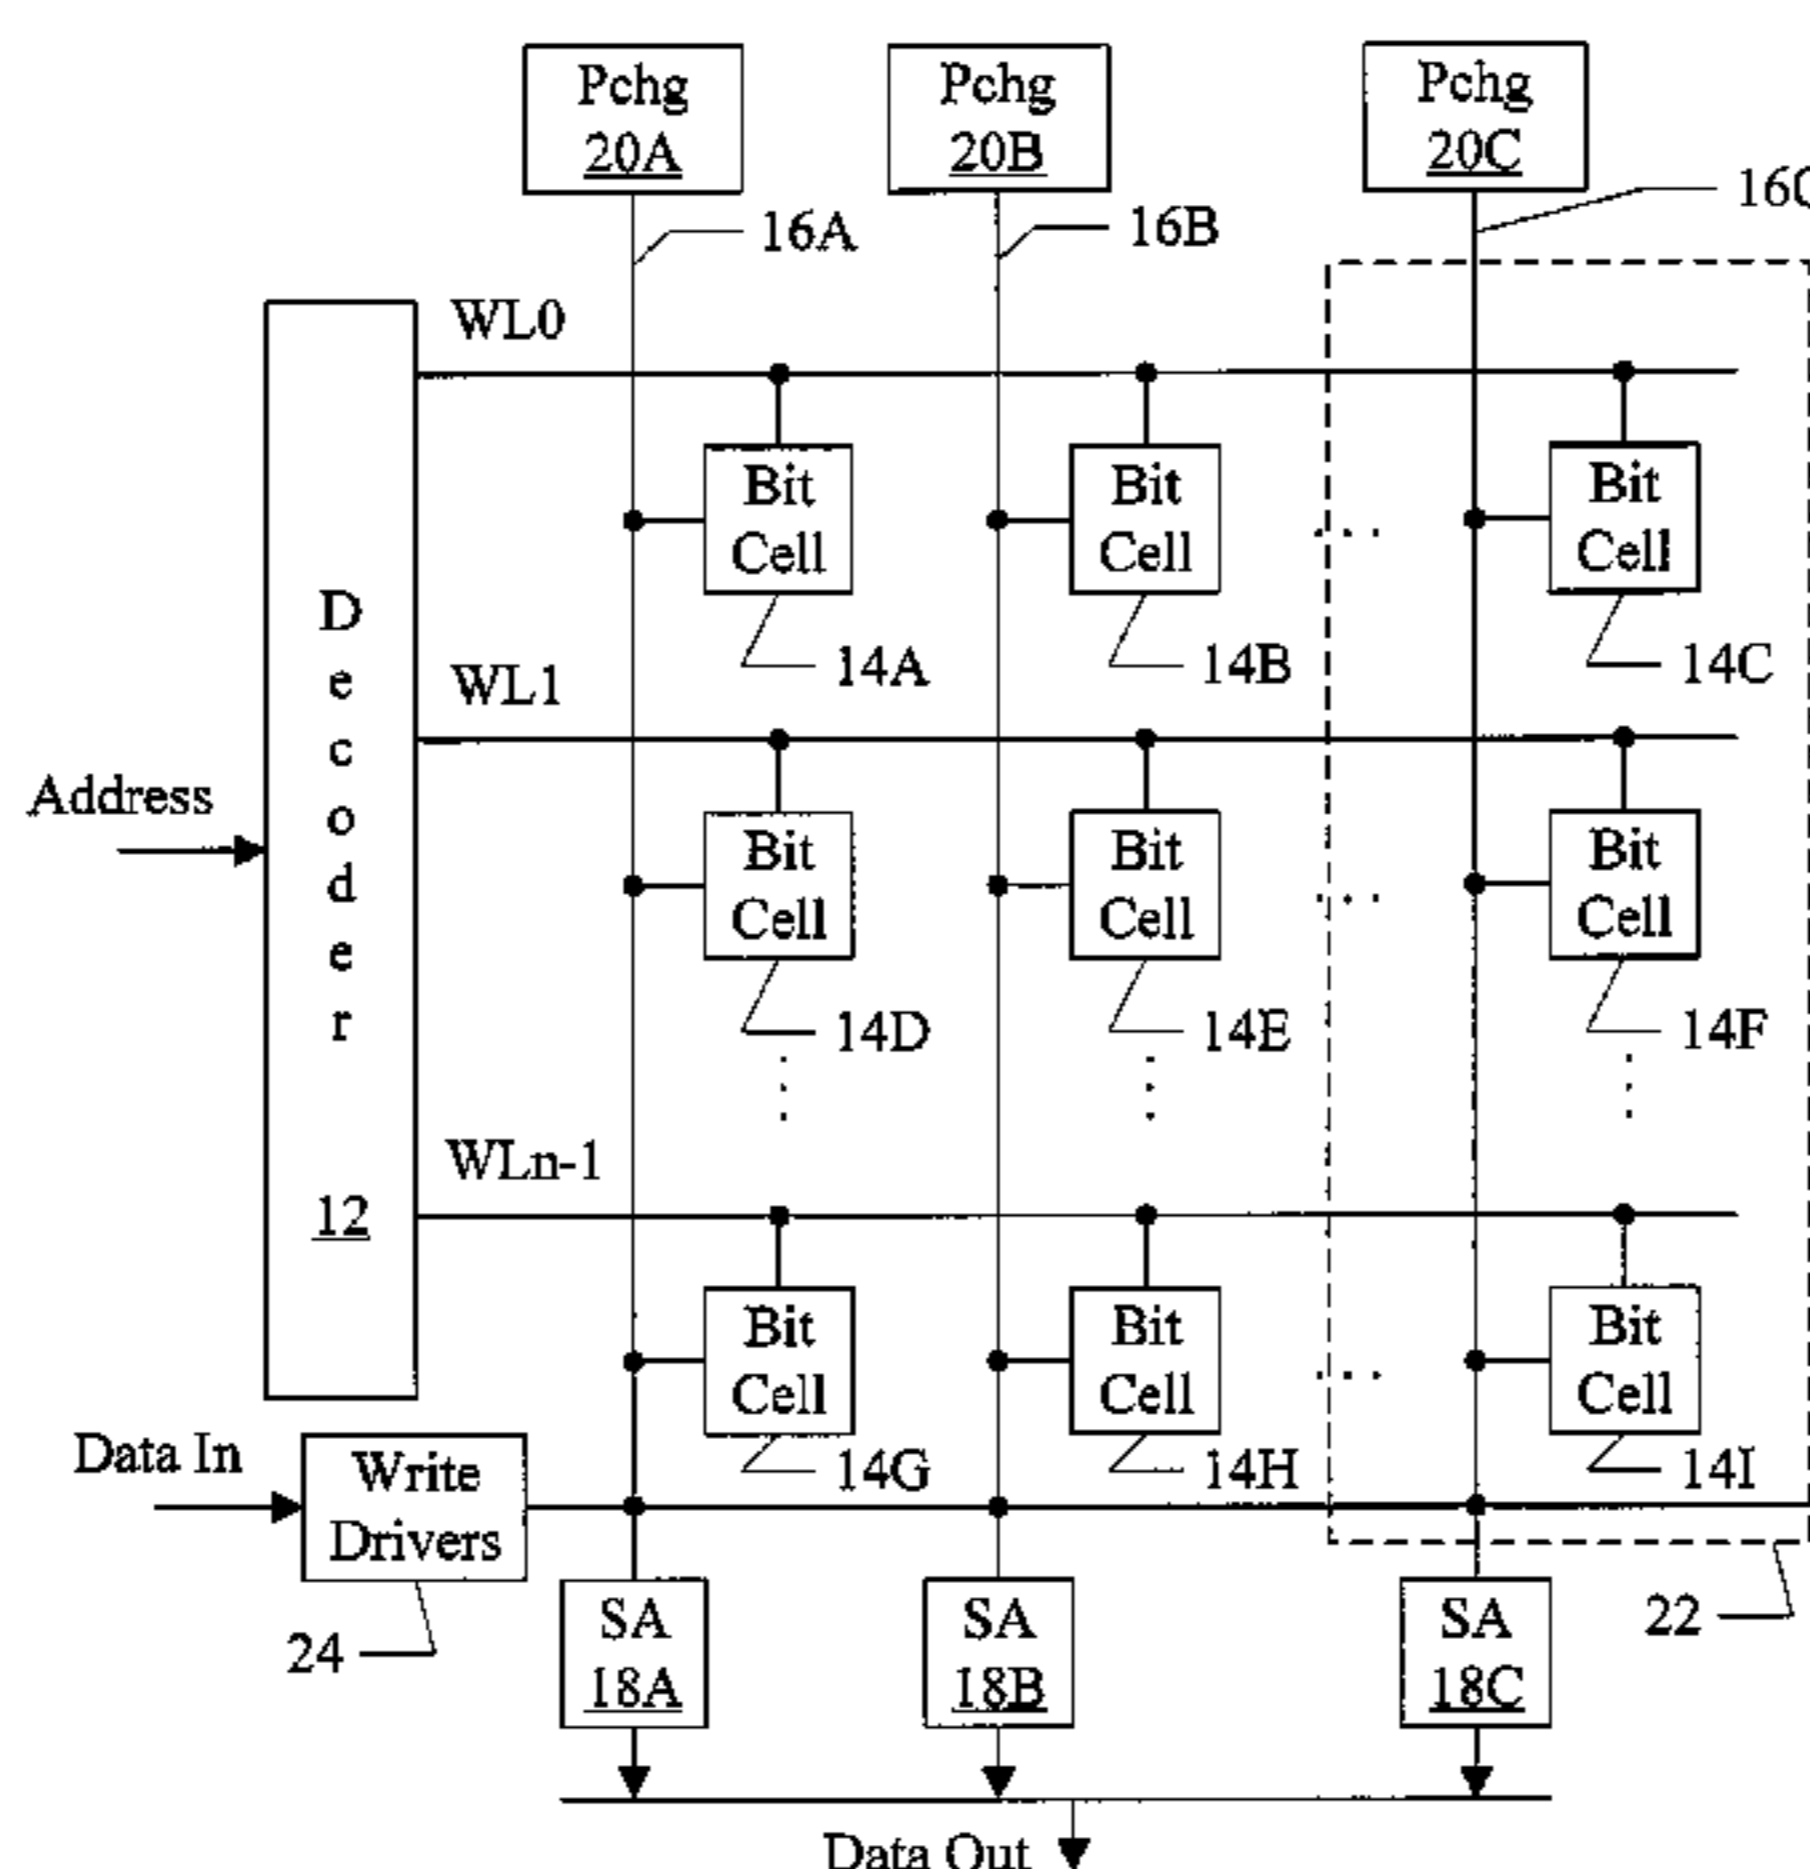 Pchg
20A
Pchg
20B
Pchg
20C
16A
16B
WL0
Bit
Cell
Bit
Cell
. . .
Bit
Cell
14A
14B
14C
D
e
c
o
d
e
r
12
WL1
Address
Bit
Cell
Bit
Cell
. . .
Bit
Cell
14D
14E
14F
WLn-1
Bit
Cell
Bit
Cell
. . .
Bit
Cell
14G
14H
14I
Data In
Write
Drivers
24
SA
18A
SA
18B
SA
18C
22
Data Out